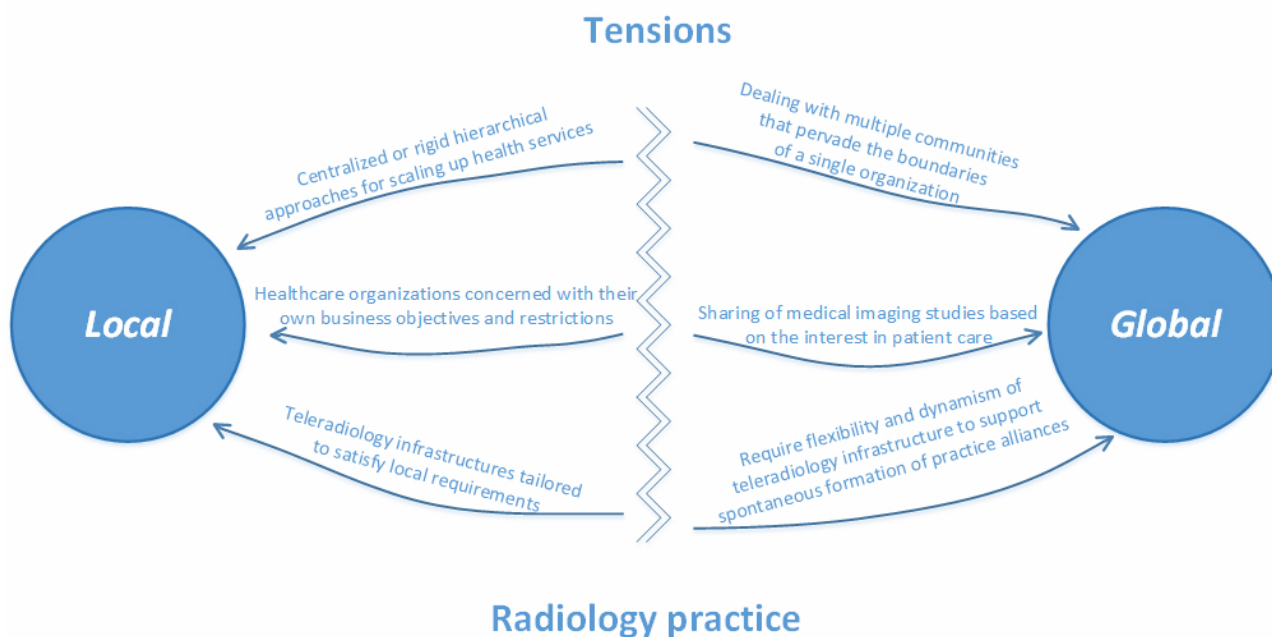 Tensions
Centralized or rigid hierarchical
approaches for scaling up health services
Dealing with multiple communities
that pervade the boundaries
of a single organization
Local
Healthcare organizations concerned with their
own business objectives and restrictions
Sharing of medical imaging studies based
on the interest in patient care
Global
Teleradiology infrastructures tailored
to satisfy local requirements
Require flexibility and dynamism of
teleradiology infrastructure to support
spontaneous formation of practice alliances
Radiology practice